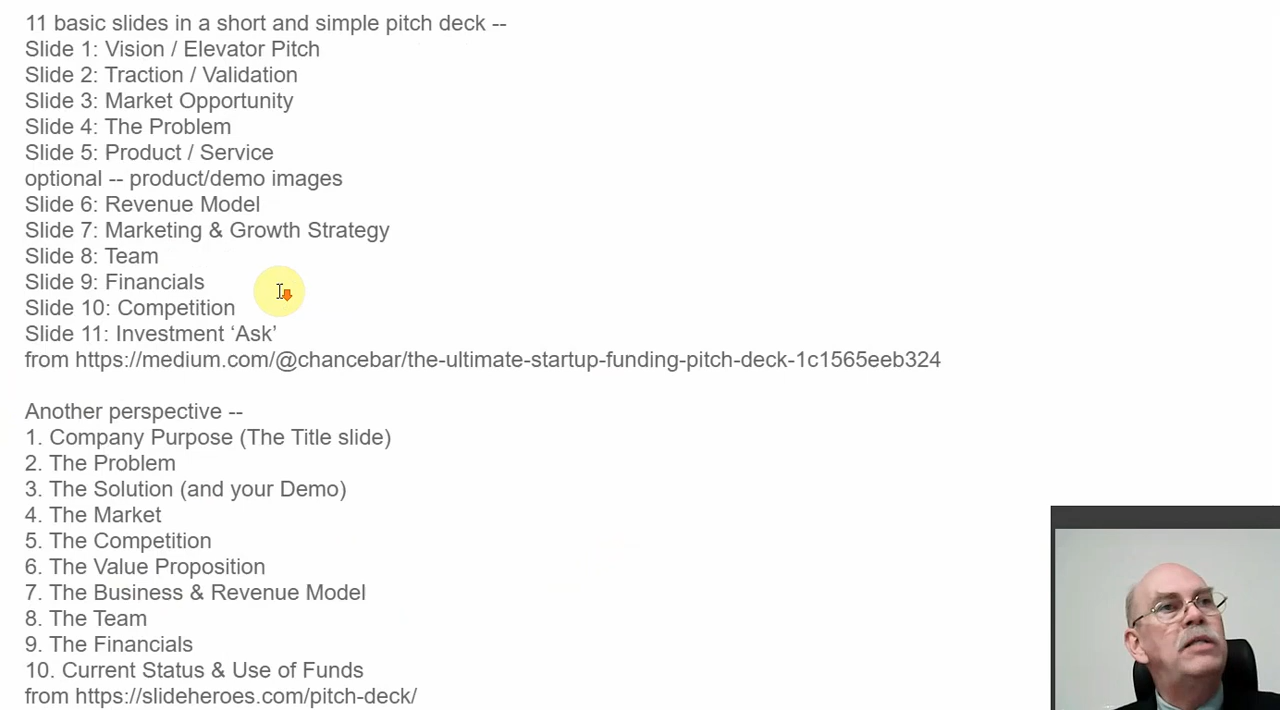 11 basic slides in a short and simple pitch deck --
Slide 1: Vision / Elevator Pitch
Slide 2: Traction / Validation
Slide 3: Market Opportunity
Slide 4: The Problem
Slide 5: Product / Service
optional -- product/demo images
Slide 6: Revenue Model
Slide 7: Marketing & Growth Strategy
Slide 8: Team
Slide 9: Financials
Slide 10: Competition
Slide 11: Investment ‘Ask’
from https://medium.com/@chancebar/the-ultimate-startup-funding-pitch-deck-1c1565eeb324
Another perspective --
1. Company Purpose (The Title slide)
2. The Problem
3. The Solution (and your Demo)
4. The Market
5. The Competition
6. The Value Proposition
7. The Business & Revenue Model
8. The Team
9. The Financials
10. Current Status & Use of Funds
from https://slideheroes.com/pitch-deck/